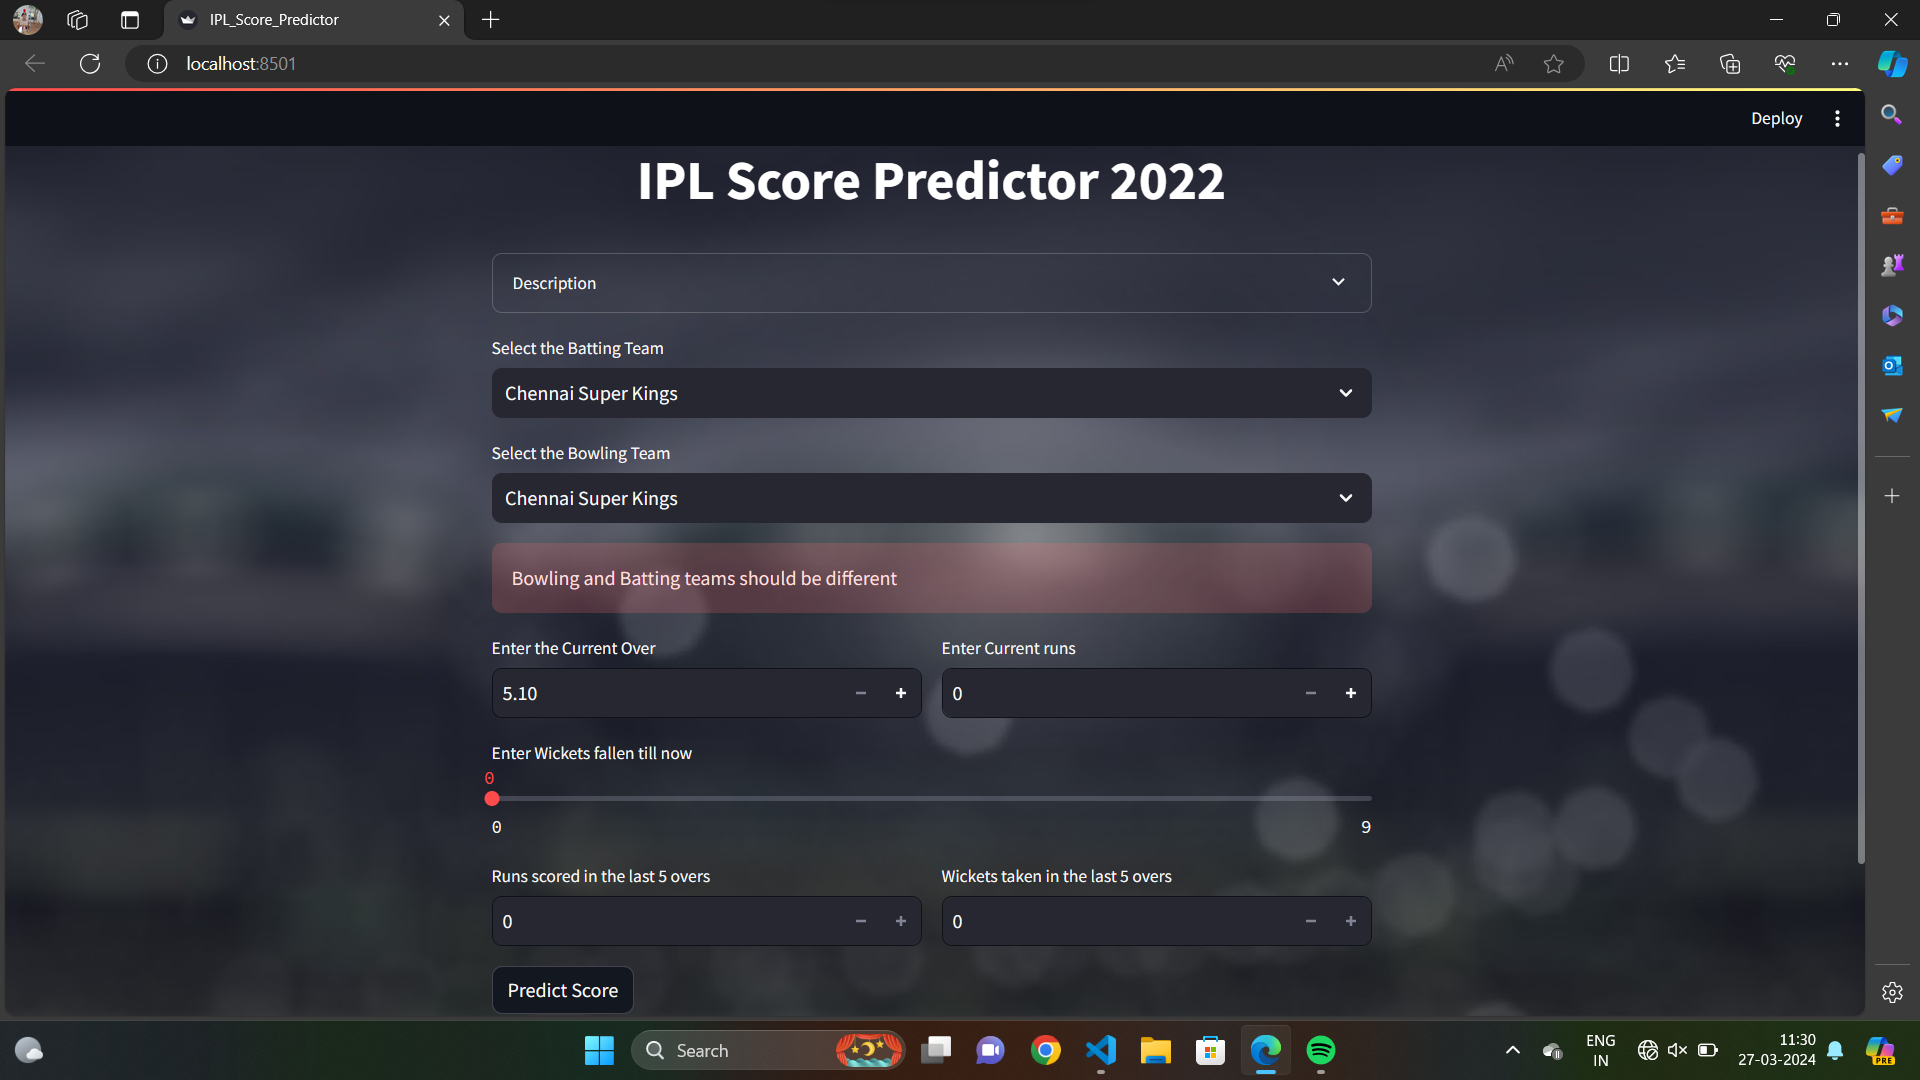 IPL_Score_Predictor
localhost:8501
Deploy
IPL Score Predictor 2022
Description
Select the Batting Team
Chennai Super Kings
Select the Bowling Team
Chennai Super Kings
Bowling and Batting teams should be different
Enter the Current Over
Enter Current runs
5.10
0
Enter Wickets fallen till now
0
0
9
Runs scored in the last 5 overs
Wickets taken in the last 5 overs
0
0
Predict Score
Search
ENG
IN
11:30
27-03-2024
PRE